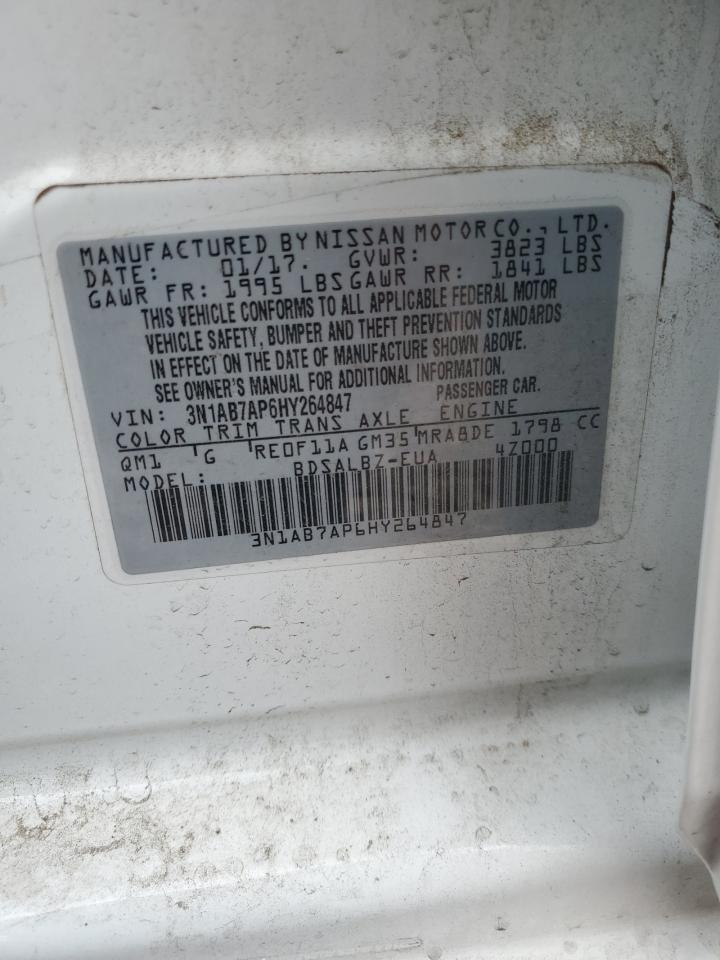 MANUFACTURED BY NISSAN MOTOR CO., LTD.
DATE: 01/17. GVWR: 3823 LBS
GAWR FR: 1995 LBS GAWR RR: 1841 LBS
THIS VEHICLE CONFORMS TO ALL APPLICABLE FEDERAL MOTOR
VEHICLE SAFETY, BUMPER AND THEFT PREVENTION STANDARDS
IN EFFECT ON THE DATE OF MANUFACTURE SHOWN ABOVE.
SEE OWNER'S MANUAL FOR ADDITIONAL INFORMATION.
VIN: 3N1AB7AP6HY264847 PASSENGER CAR.
COLOR TRIM TRANS AXLE ENGINE
QM1 G RE0F11A GM35 MRA8DE 1798 CC
MODEL: BDSALBZ-EUA 4Z000
3N1AB7AP6HY264847